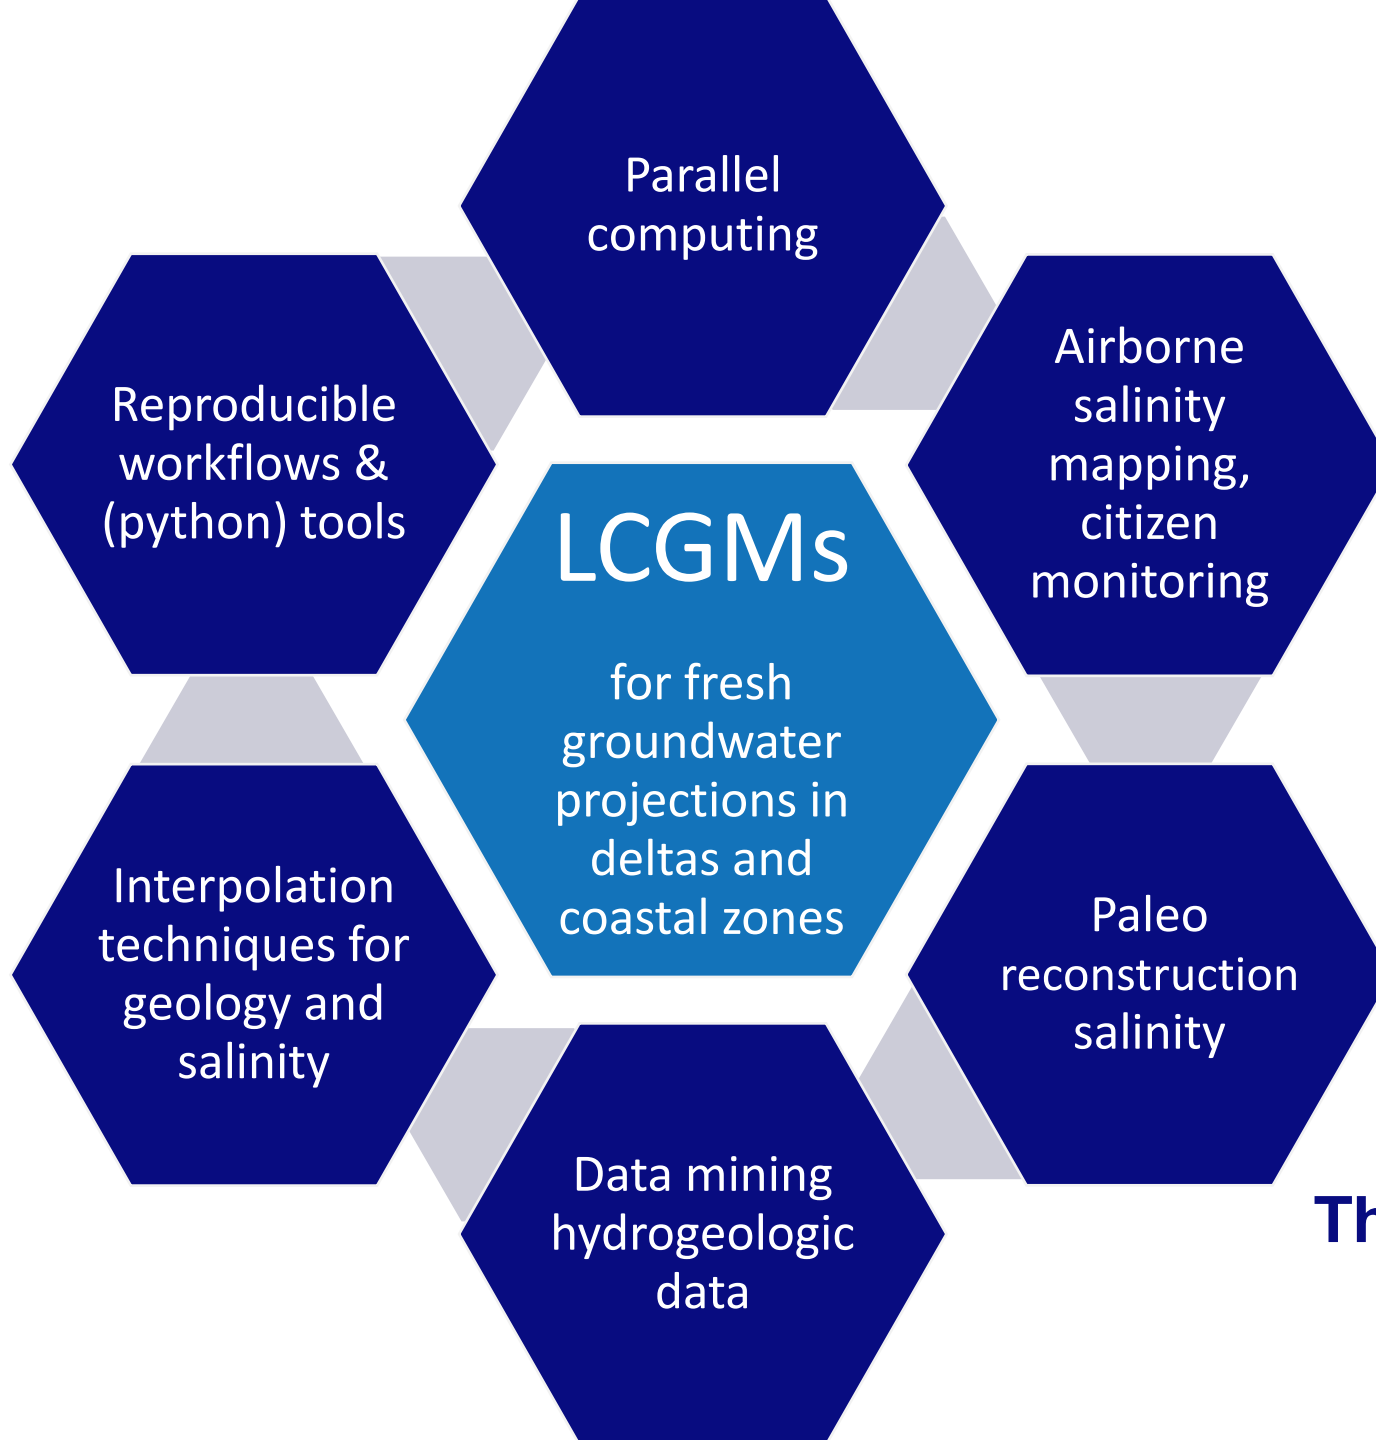 Parallel
computing
Airborne
salinity
mapping,
citizen
monitoring
Reproducible
workflows &
(python) tools
LCGMs
for fresh
groundwater
projections in
deltas and
coastal zones
Interpolation
techniques for
geology and
salinity
Paleo
reconstruction
salinity
Data mining
hydrogeologic
data